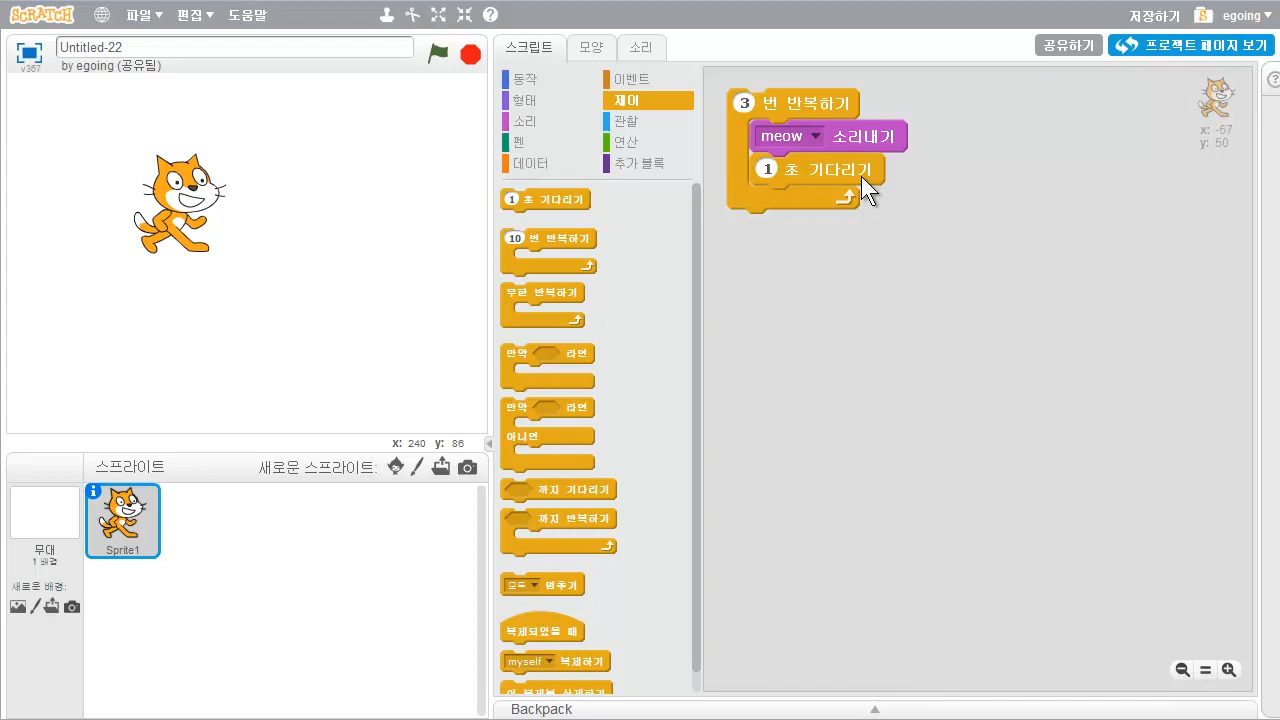 SCRATCH
파일
편집
도움말
저장하기
egoing
v367
Untitled-22
by egoing (공유됨)
스크립트
모양
소리
공유하기
프로젝트 페이지 보기
동작
이벤트
형태
제어
소리
관찰
펜
연산
데이터
추가 블록
1 초 기다리기
10 번 반복하기
무한 반복하기
만약 라면
만약 라면
아니면
까지 기다리기
까지 반복하기
모두 멈추기
복제되었을 때
myself 복제하기
이 복제본 삭제하기
3 번 반복하기
meow 소리내기
1 초 기다리기
x: -67
y: 50
x: 240 y: 86
스프라이트
새로운 스프라이트:
Sprite1
무대
1 배경
새로운 배경:
Backpack